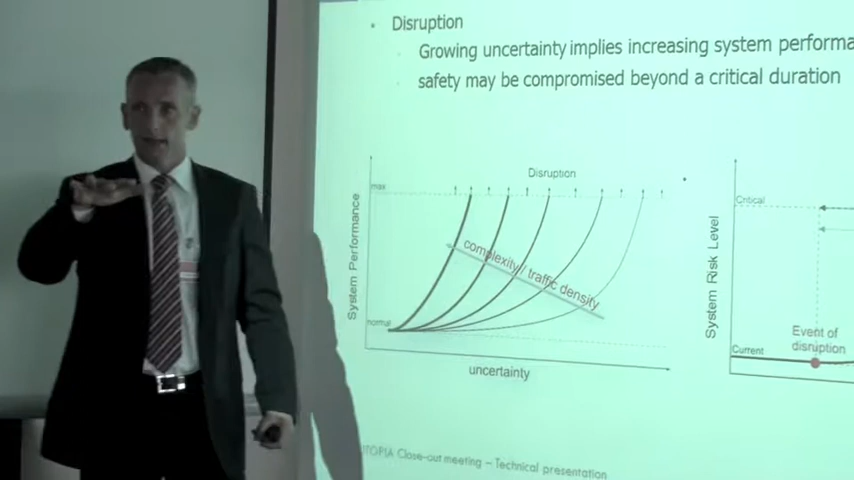 Disruption
Growing uncertainty implies increasing system performa
safety may be compromised beyond a critical duration
Disruption
max
System Performance
complexity / traffic density
normal
uncertainty
Critical
System Risk Level
Event of
disruption
Current
UTOPIA Close-out meeting – Technical presentation